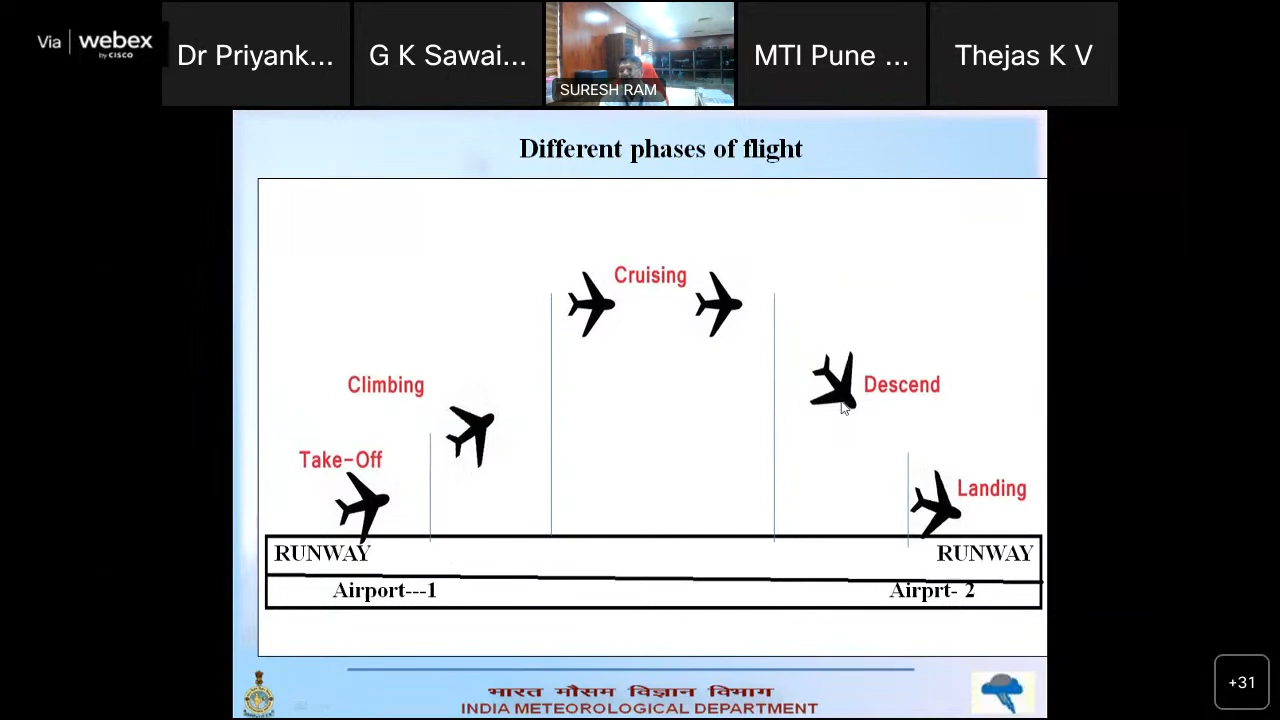 Via | webex
by CISCO
Dr Priyank...
G K Sawai...
SURESH RAM
MTI Pune ...
Thejas K V
Different phases of flight
Cruising
Climbing
Descend
Take-Off
Landing
RUNWAY
RUNWAY
Airport---1
Airprt- 2
भारत मौसम विज्ञान विभाग
INDIA METEOROLOGICAL DEPARTMENT
+31